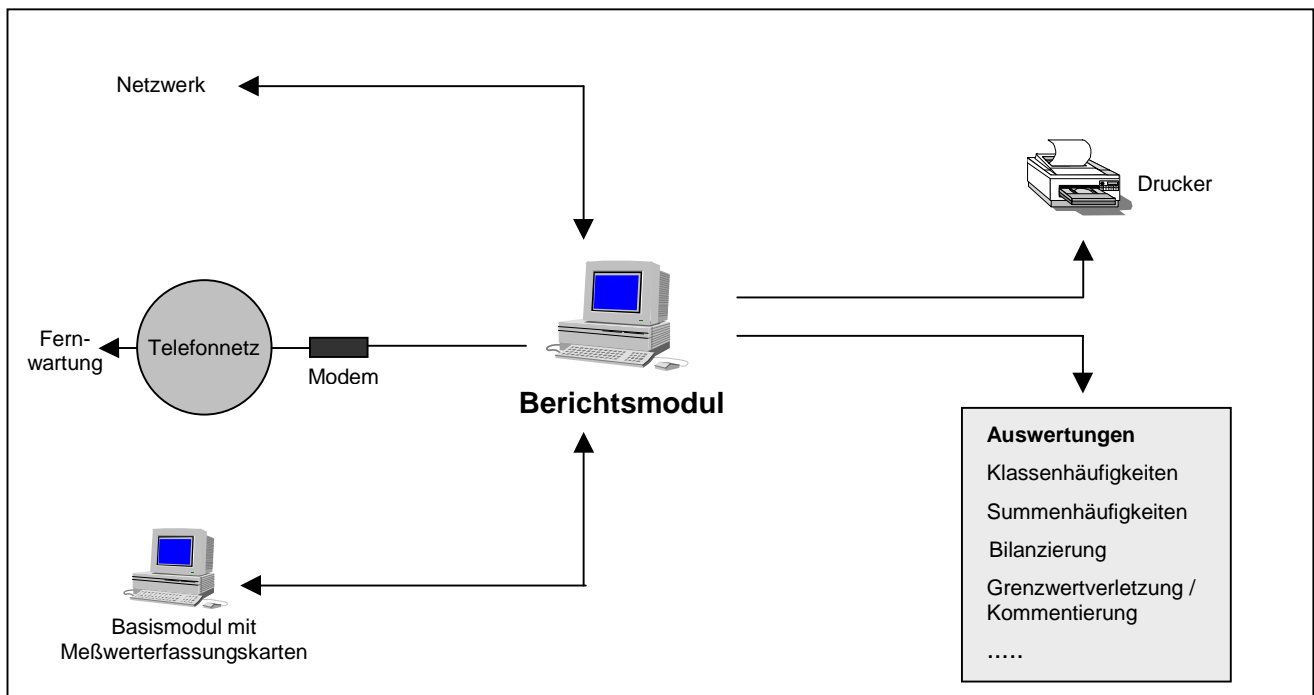 Netzwerk
Drucker
Fern-
wartung
Telefonnetz
Modem
Berichtsmodul
Auswertungen
Klassenhäufigkeiten
Summenhäufigkeiten
Bilanzierung
Grenzwertverletzung /
Kommentierung
.....
Basismodul mit
Meßwerterfassungskarten